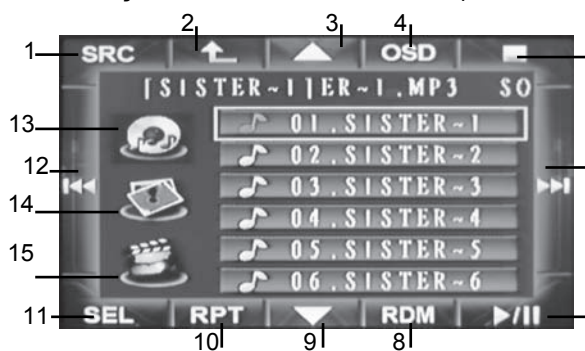 2 3 4
1 SRC OSD
[SISTER~1]ER~1.MP3 SO
13 01.SISTER~1
02.SISTER~2
12 03.SISTER~3
14 04.SISTER~4
15 05.SISTER~5
06.SISTER~6
11 SEL RPT RDM
10 9 8